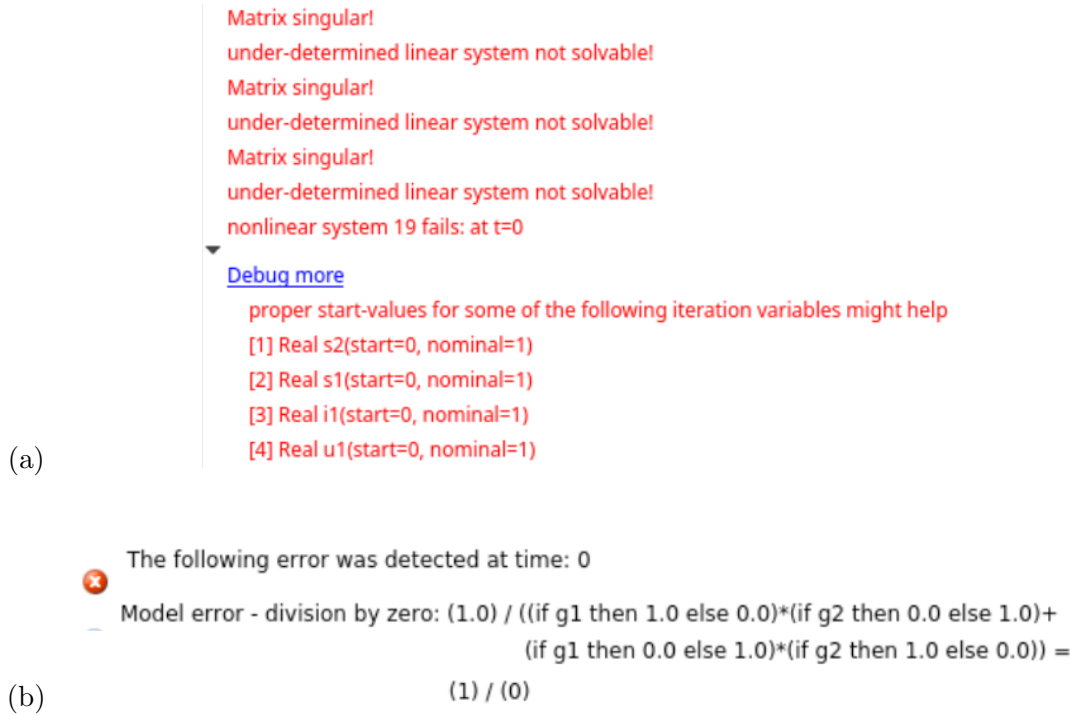 Matrix singular!
under-determined linear system not solvable!
Matrix singular!
under-determined linear system not solvable!
Matrix singular!
under-determined linear system not solvable!
nonlinear system 19 fails: at t=0
Debug more
proper start-values for some of the following iteration variables might help
[1] Real s2(start=0, nominal=1)
[2] Real s1(start=0, nominal=1)
[3] Real i1(start=0, nominal=1)
[4] Real u1(start=0, nominal=1)
(a)
The following error was detected at time: 0
Model error - division by zero: (1.0) / ((if g1 then 1.0 else 0.0)*(if g2 then 0.0 else 1.0)+
(if g1 then 0.0 else 1.0)*(if g2 then 1.0 else 0.0)) =
(1) / (0)
(b)